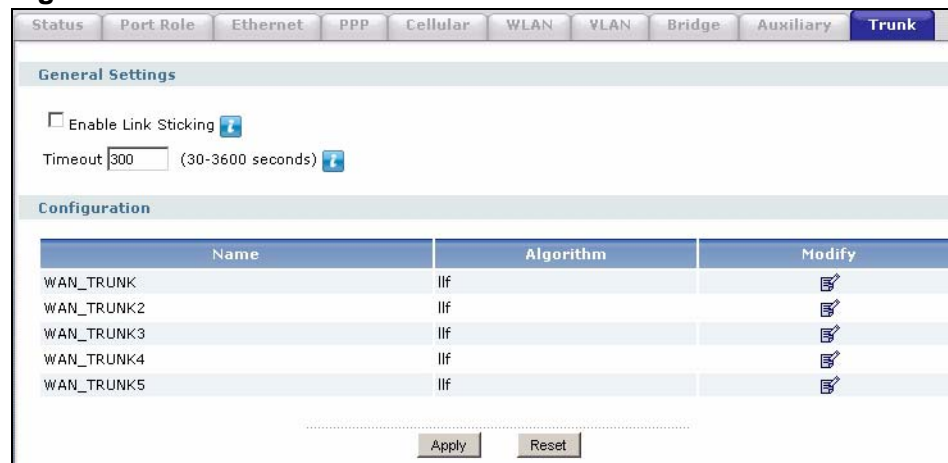 Status Port Role Ethernet PPP Cellular WLAN VLAN Bridge Auxiliary Trunk
General Settings
Enable Link Sticking
Timeout 300 (30-3600 seconds)
Configuration
Name Algorithm Modify
WAN_TRUNK llf
WAN_TRUNK2 llf
WAN_TRUNK3 llf
WAN_TRUNK4 llf
WAN_TRUNK5 llf
Apply Reset